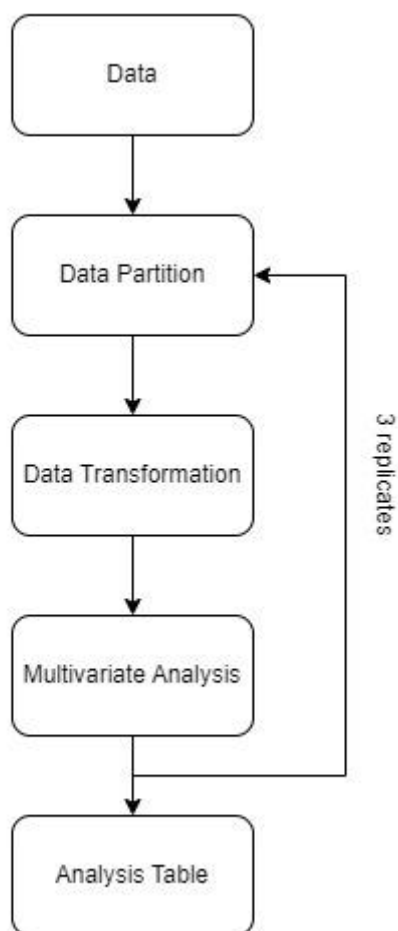 Data
Data Partition
Data Transformation
3 replicates
Multivariate Analysis
Analysis Table